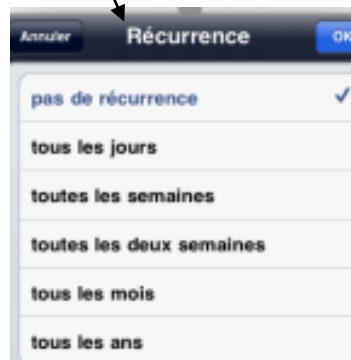 Annuler Récurrence OK
pas de récurrence
tous les jours
toutes les semaines
toutes les deux semaines
tous les mois
tous les ans